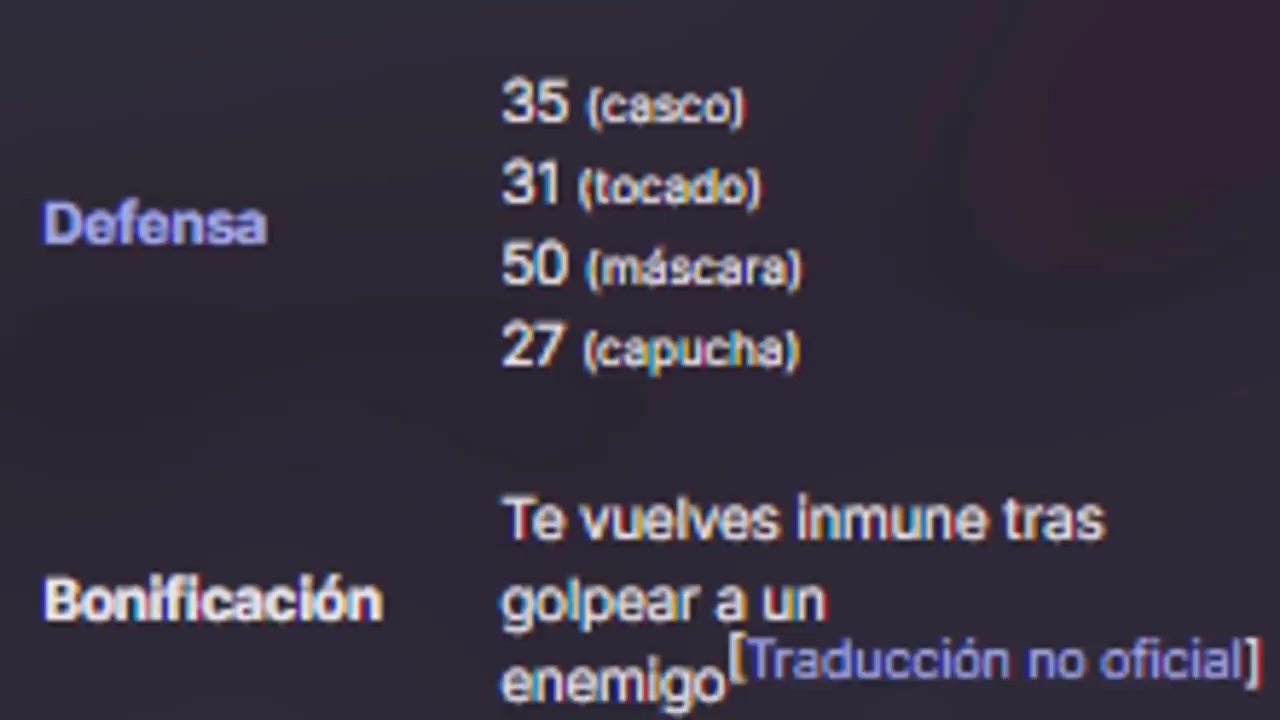 35 (casco)
31 (tocado)
Defensa
50 (máscara)
27 (capucha)
Te vuelves inmune tras
Bonificación
golpear a un
enemigo[Traducción no oficial]